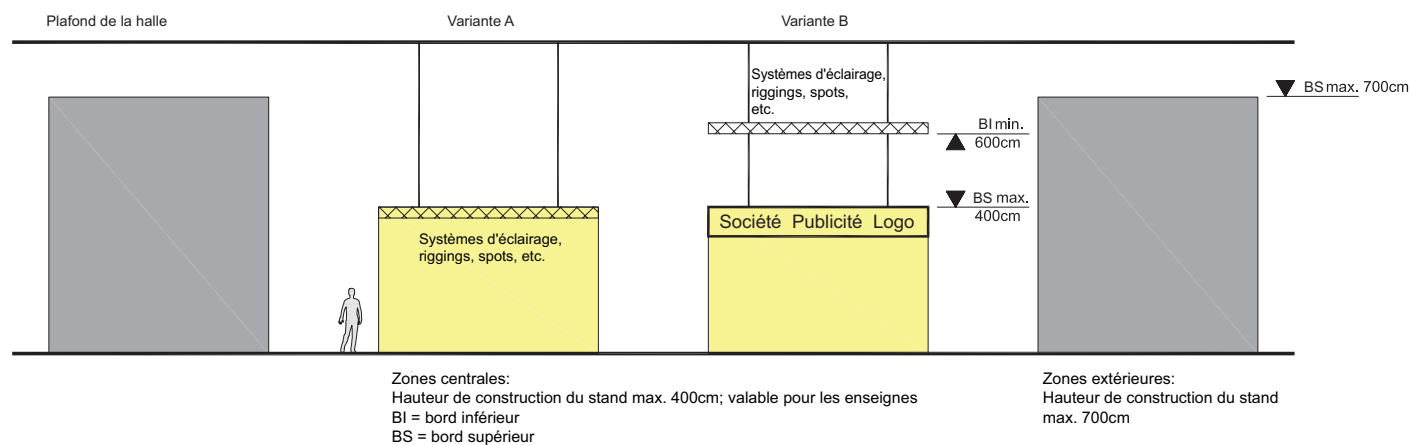 Plafond de la halle
Variante A
Variante B
Systèmes d'éclairage,
riggings, spots,
etc.
BS max. 700cm
BI min.
600cm
BS max.
400cm
Société Publicité Logo
Systèmes d'éclairage,
riggings, spots, etc.
Zones centrales:
Hauteur de construction du stand max. 400cm; valable pour les enseignes
BI = bord inférieur
BS = bord supérieur
Zones extérieures:
Hauteur de construction du stand
max. 700cm